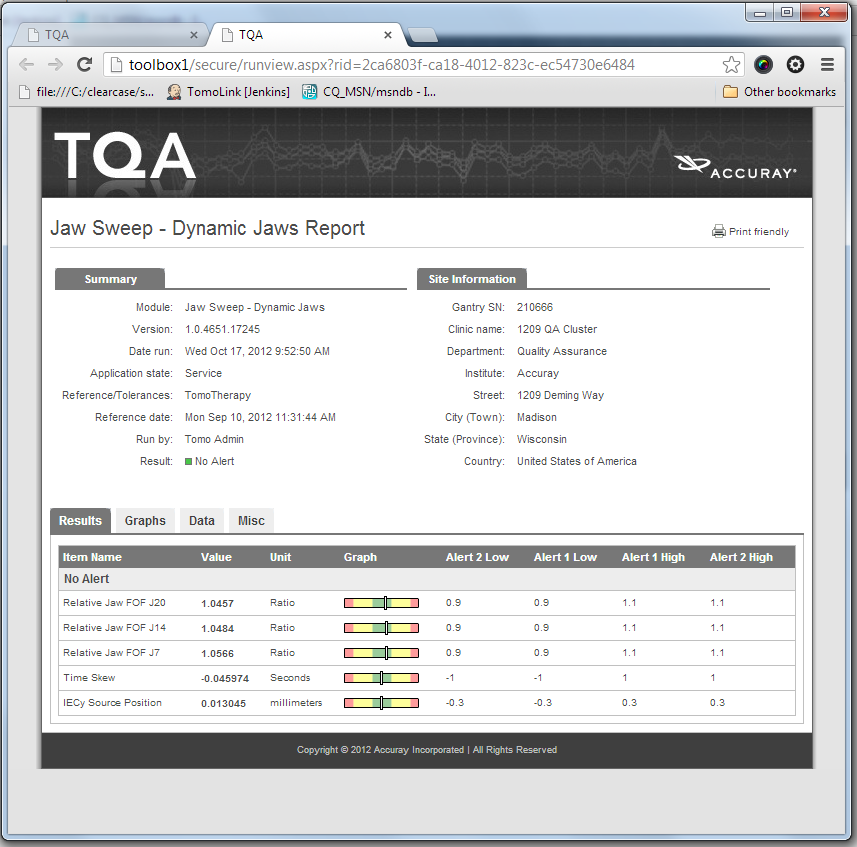 TQA
TQA
toolbox1/secure/runview.aspx?rid=2ca6803f-ca18-4012-823c-ec54730e6484
file:///C:/clearcase/s... TomoLink [Jenkins] CQ_MSN/msndb - I... Other bookmarks
TQA
ACCURAY
Jaw Sweep - Dynamic Jaws Report
Print friendly
Summary
Module: Jaw Sweep - Dynamic Jaws
Version: 1.0.4651.17245
Date run: Wed Oct 17, 2012 9:52:50 AM
Application state: Service
Reference/Tolerances: TomoTherapy
Reference date: Mon Sep 10, 2012 11:31:44 AM
Run by: Tomo Admin
Result: No Alert
Site Information
Gantry SN: 210666
Clinic name: 1209 QA Cluster
Department: Quality Assurance
Institute: Accuray
Street: 1209 Deming Way
City (Town): Madison
State (Province): Wisconsin
Country: United States of America
Results Graphs Data Misc
Item Name Value Unit Graph Alert 2 Low Alert 1 Low Alert 1 High Alert 2 High
No Alert
Relative Jaw FOF J20 1.0457 Ratio 0.9 0.9 1.1 1.1
Relative Jaw FOF J14 1.0484 Ratio 0.9 0.9 1.1 1.1
Relative Jaw FOF J7 1.0566 Ratio 0.9 0.9 1.1 1.1
Time Skew -0.045974 Seconds -1 -1 1 1
IECy Source Position 0.013045 millimeters -0.3 -0.3 0.3 0.3
Copyright © 2012 Accuray Incorporated | All Rights Reserved